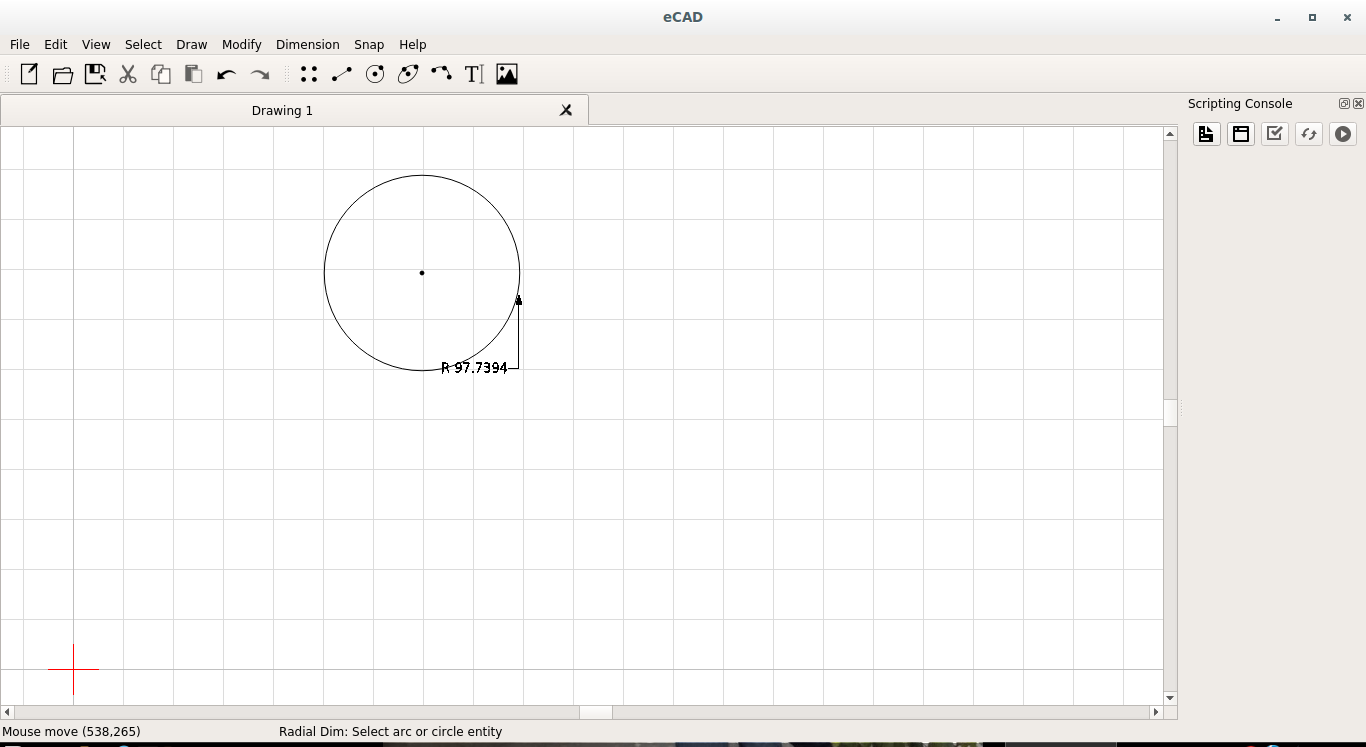 eCAD
File Edit View Select Draw Modify Dimension Snap Help
T
Drawing 1
Scripting Console
R 97.7394
Mouse move (538,265)
Radial Dim: Select arc or circle entity